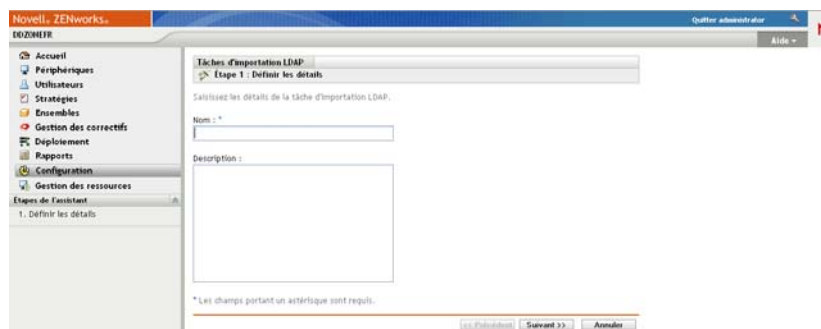 Novell® ZENworks®
Quitter administrator
DDZONEFR
Aide
Accueil
Périphériques
Utilisateurs
Stratégies
Ensembles
Gestion des correctifs
Déploiement
Rapports
Configuration
Gestion des ressources
Étapes de l'assistant
1. Définir les détails
Tâches d'importation LDAP
Étape 1 : Définir les détails
Saisissez les détails de la tâche d'importation LDAP.
Nom : *
Description :
* Les champs portant un astérisque sont requis.
<< Précédent Suivant >> Annuler